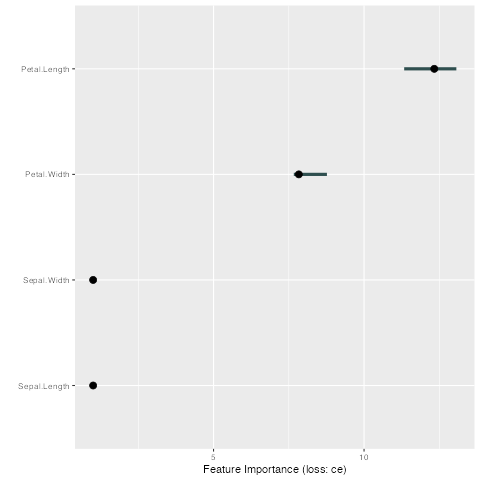 Petal.Length
Petal.Width
Sepal.Width
Sepal.Length
5 10
Feature Importance (loss: ce)